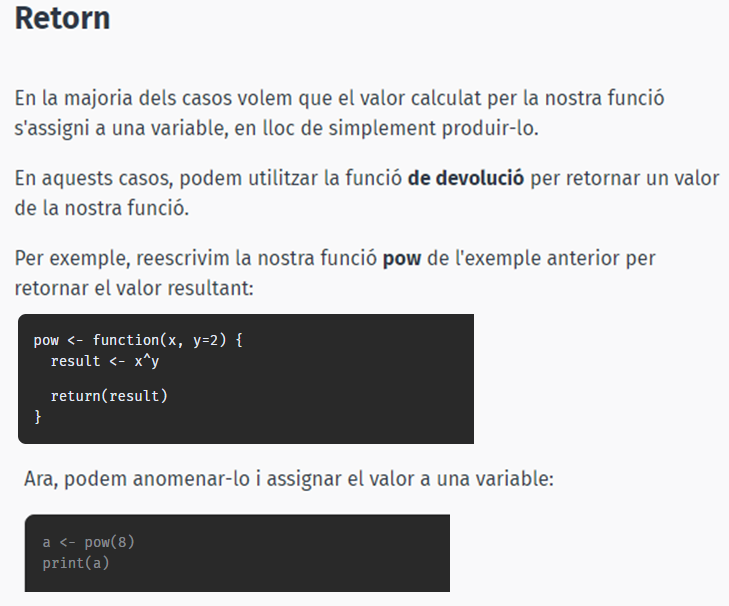 Retorn
En la majoria dels casos volem que el valor calculat per la nostra funció
s'assigni a una variable, en lloc de simplement produir-lo.
En aquests casos, podem utilitzar la funció de devolució per retornar un valor
de la nostra funció.
Per exemple, reescrivim la nostra funció pow de l'exemple anterior per
retornar el valor resultant:
pow <- function(x, y=2) {
  result <- x^y
  return(result)
}
Ara, podem anomenar-lo i assignar el valor a una variable:
a <- pow(8)
print(a)